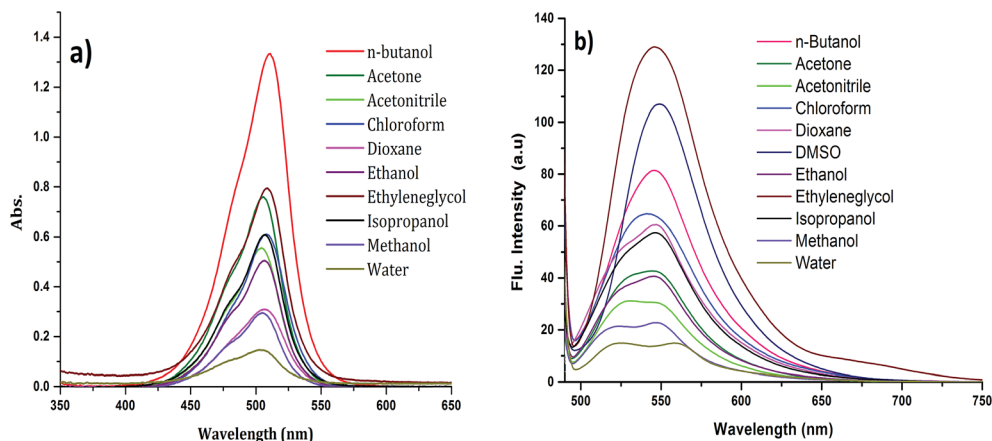 a)
n-butanol
Acetone
Acetonitrile
Chloroform
Dioxane
Ethanol
Ethyleneglycol
Isopropanol
Methanol
Water
Abs.
1.4
1.2
1.0
0.8
0.6
0.4
0.2
0.0
350 400 450 500 550 600 650
Wavelength (nm)
b)
n-Butanol
Acetone
Acetonitrile
Chloroform
Dioxane
DMSO
Ethanol
Ethyleneglycol
Isopropanol
Methanol
Water
Flu. Intensity (a.u)
140
120
100
80
60
40
20
0
500 550 600 650 700 750
Wavelength (nm)